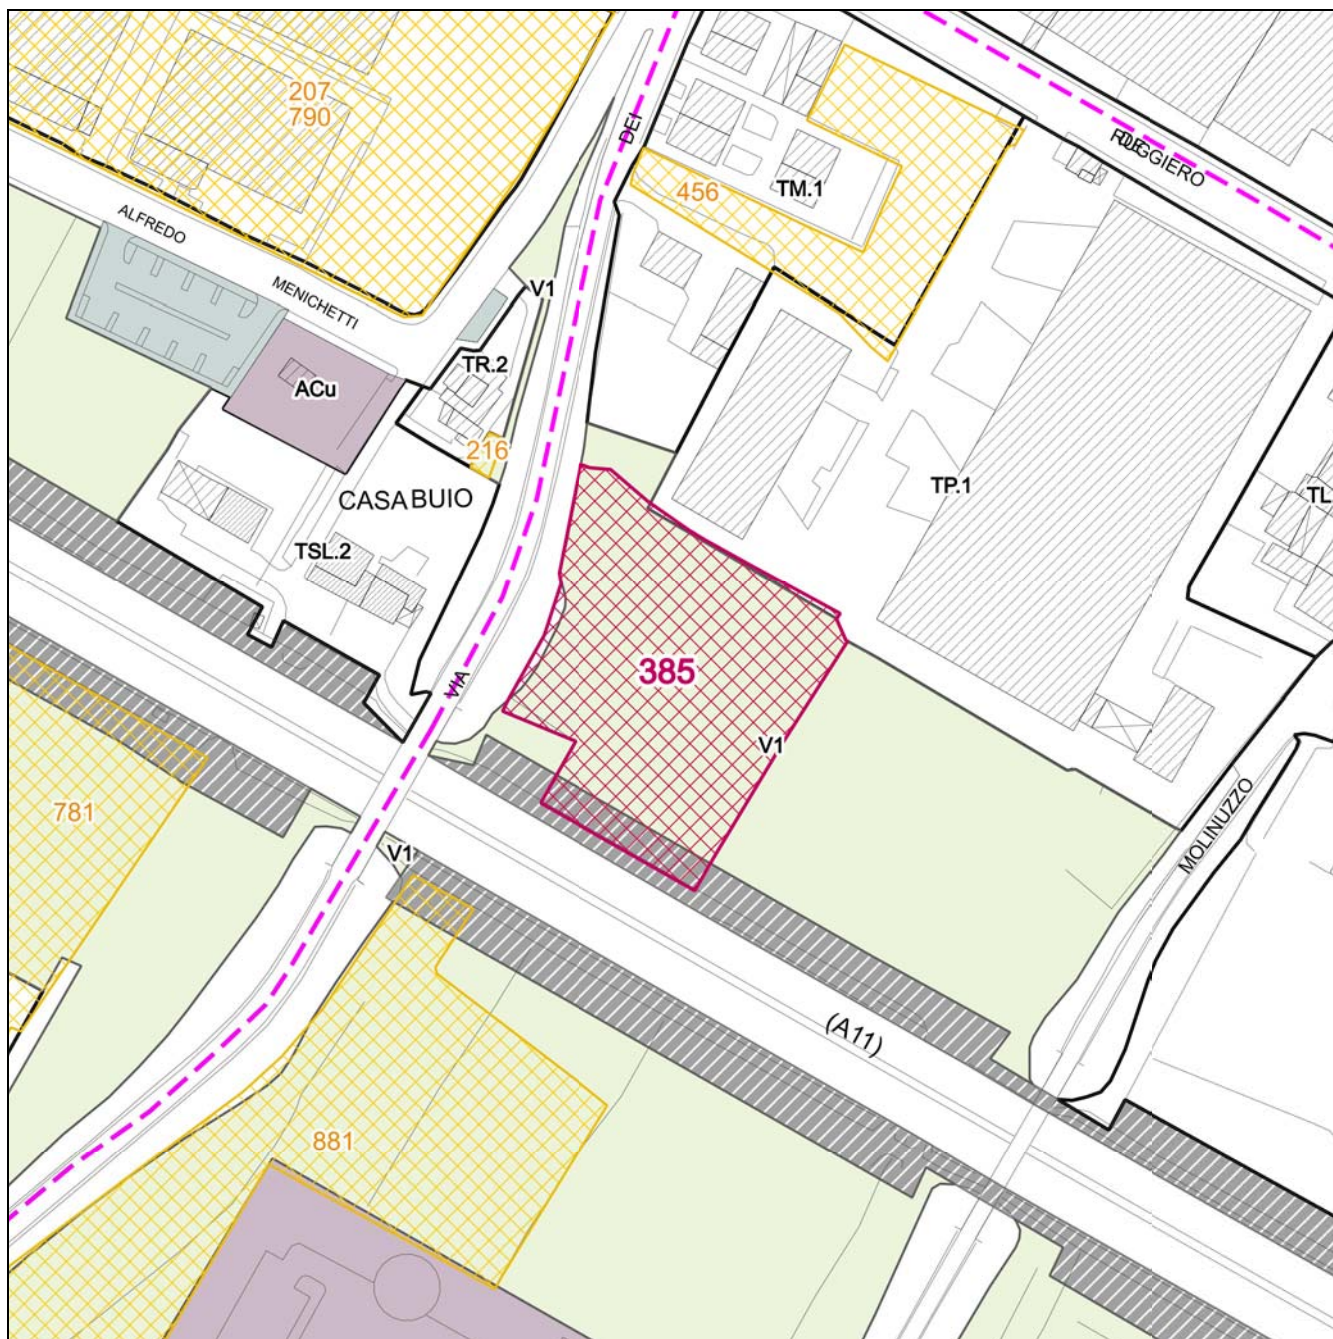 207
790
DEI
RUGGIERO
456
TM.1
ALFREDO
MENICHETTI
V1
TR.2
ACu
216
CASA BUIO
TP.1
TL
TSL.2
385
VIA
V1
781
V1
MOLINUZZO
(A11)
881